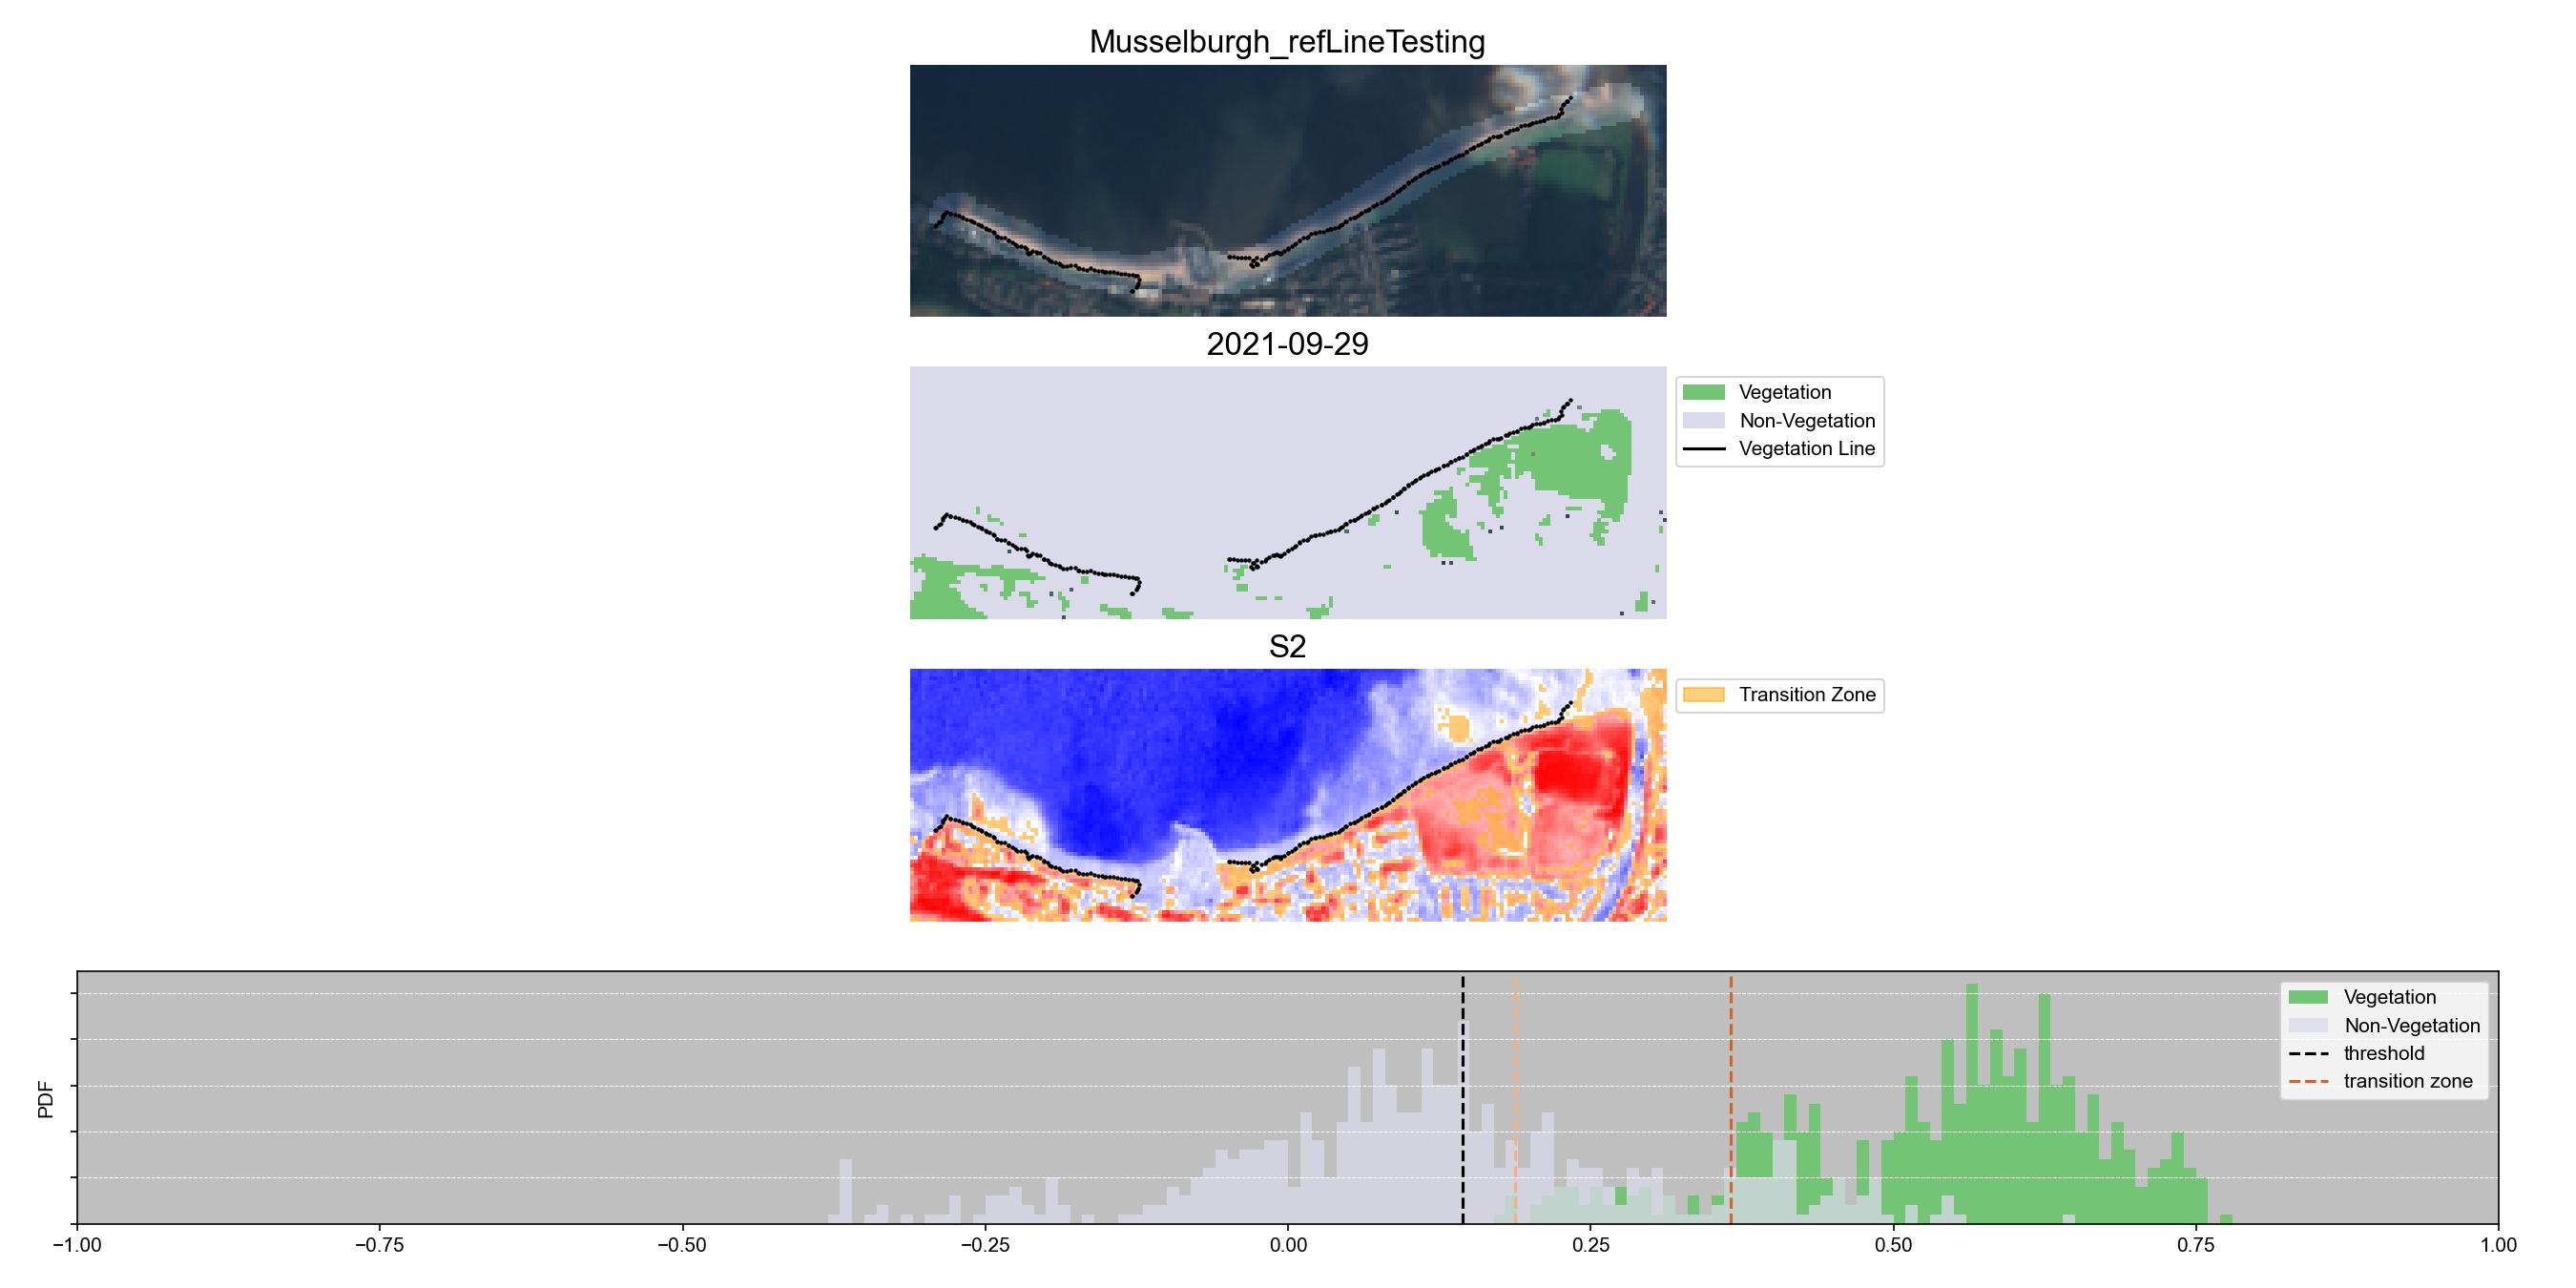 Musselburgh_refLineTesting
2021-09-29
Vegetation
Non-Vegetation
Vegetation Line
S2
Transition Zone
PDF
Vegetation
Non-Vegetation
threshold
transition zone
−1.00 −0.75 −0.50 −0.25 0.00 0.25 0.50 0.75 1.00